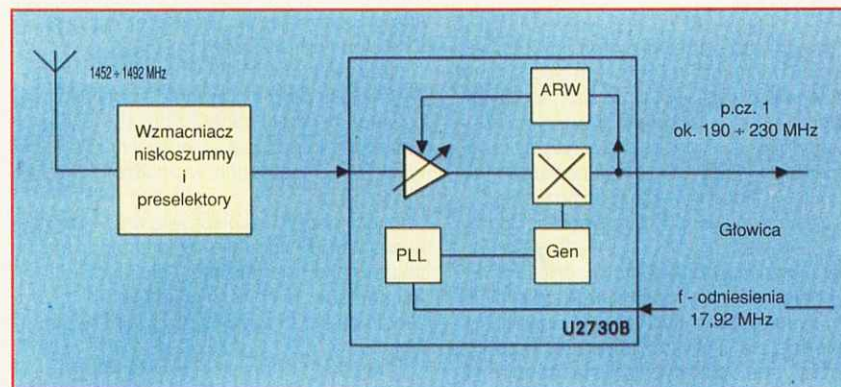 1452 ÷ 1492 MHz
Wzmacniacz
niskoszumny
i
preselektory
ARW
p.cz. 1
ok. 190 ÷ 230 MHz
Głowica
PLL
Gen
f - odniesienia
17,92 MHz
U2730B